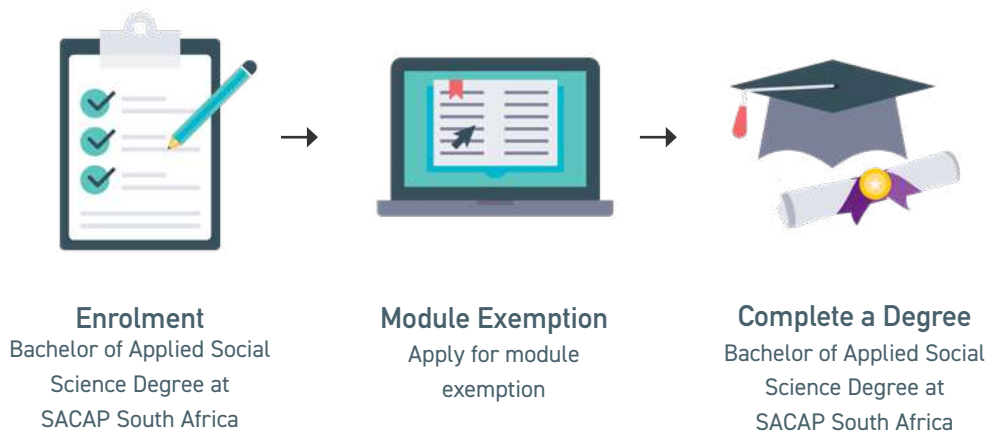 Enrolment
Bachelor of Applied Social
Science Degree at
SACAP South Africa
Module Exemption
Apply for module
exemption
Complete a Degree
Bachelor of Applied Social
Science Degree at
SACAP South Africa